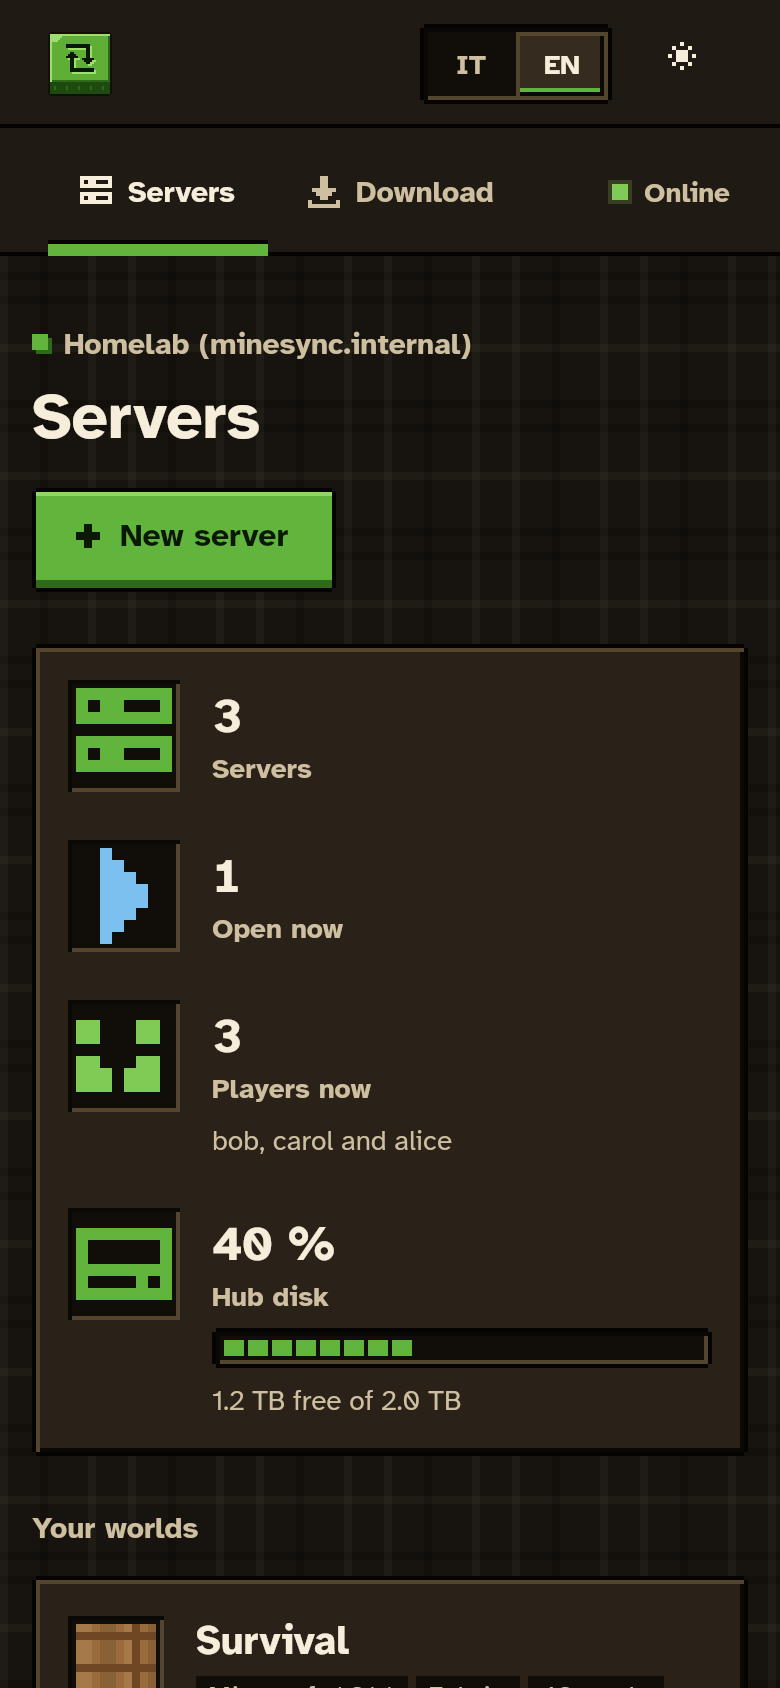 IT EN
Servers Download Online
Homelab (minesync.internal)
Servers
New server
3
Servers
1
Open now
3
Players now
bob, carol and alice
40 %
Hub disk
1.2 TB free of 2.0 TB
Your worlds
Survival